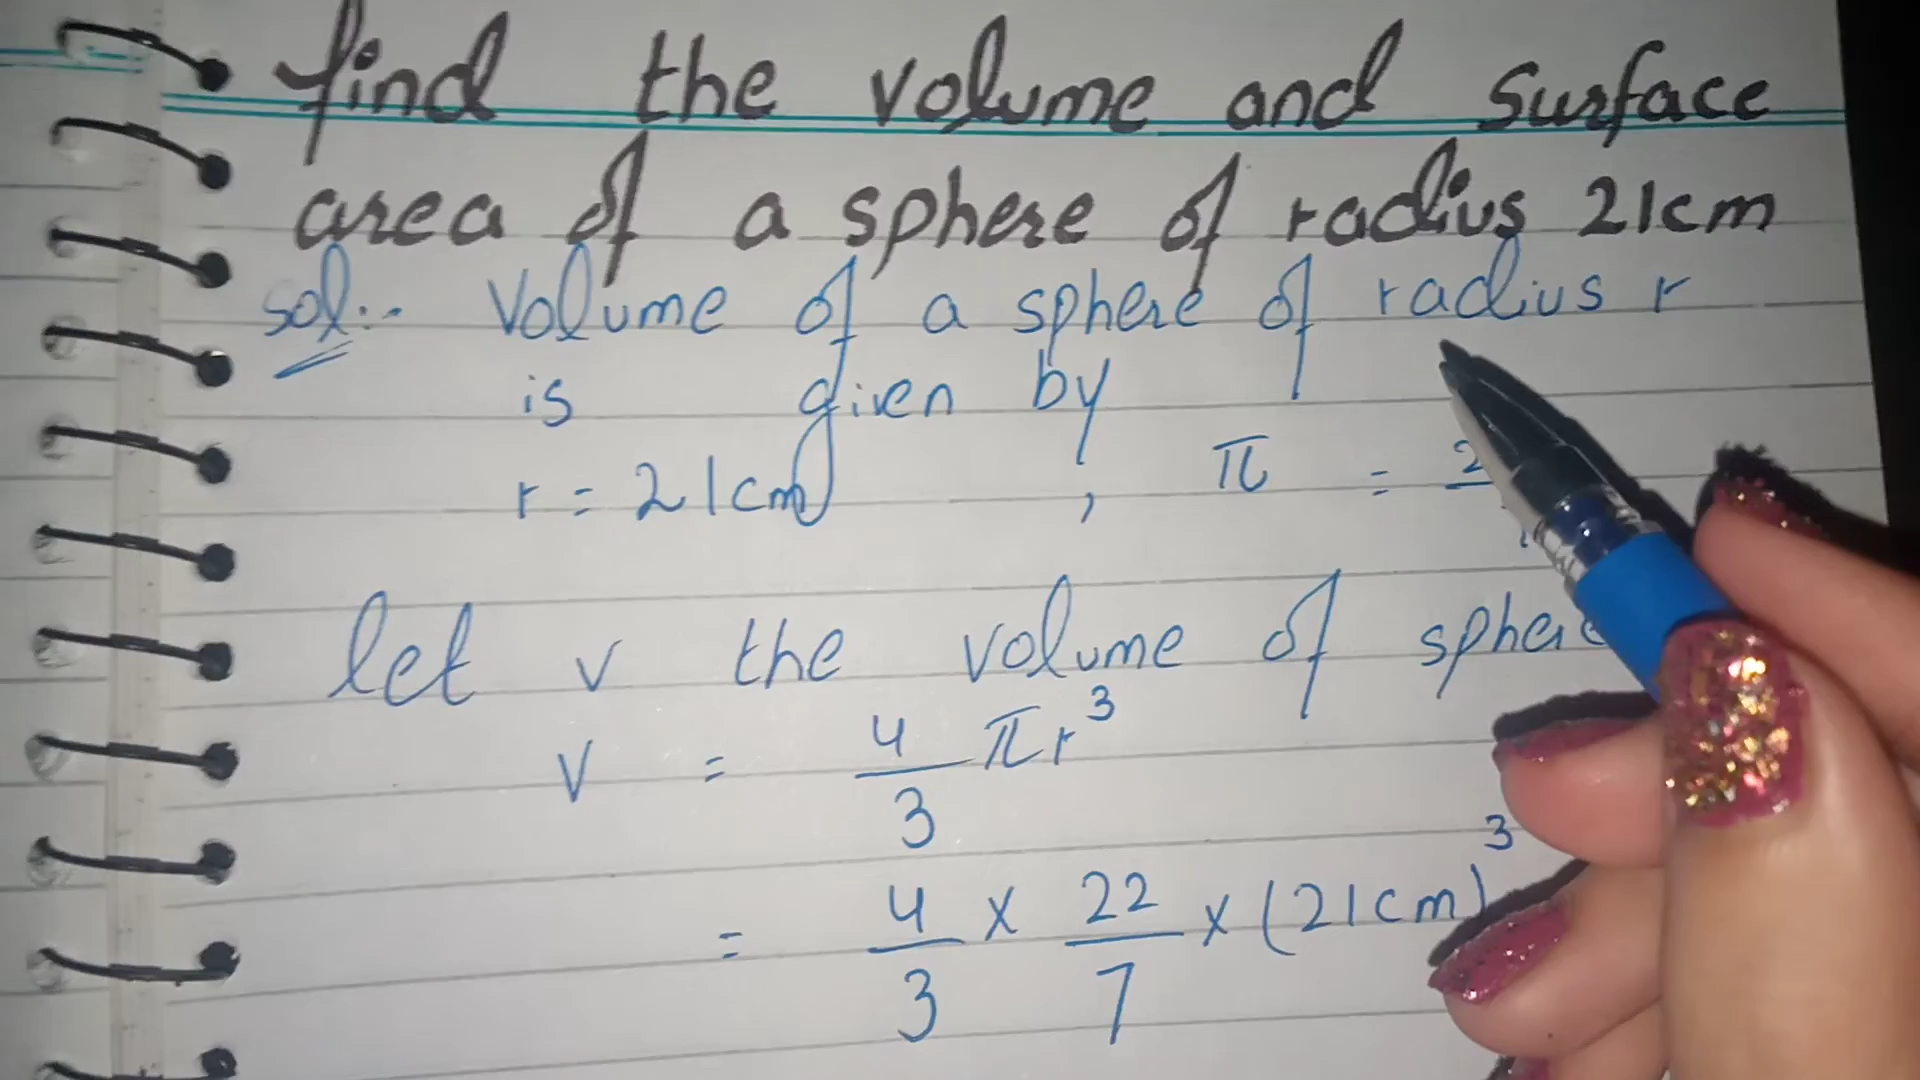 find the volume and surface
area of a sphere of radius 21cm
sol:- Volume of a sphere of radius r
is given by
r = 21cm , π =
let v the volume of sphere
v = 4/3 πr³
= 4/3 × 22/7 × (21cm)³